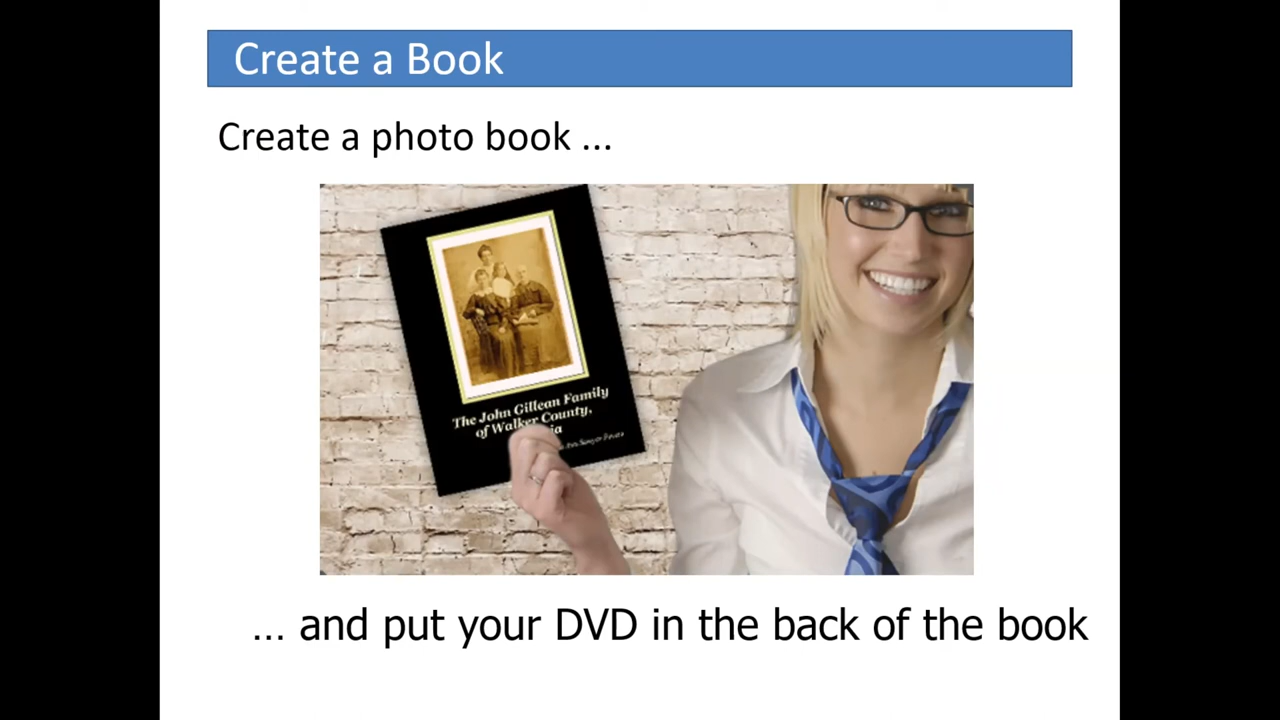 Create a Book
Create a photo book ...
The John Gillean Family
of Walker County,
... and put your DVD in the back of the book